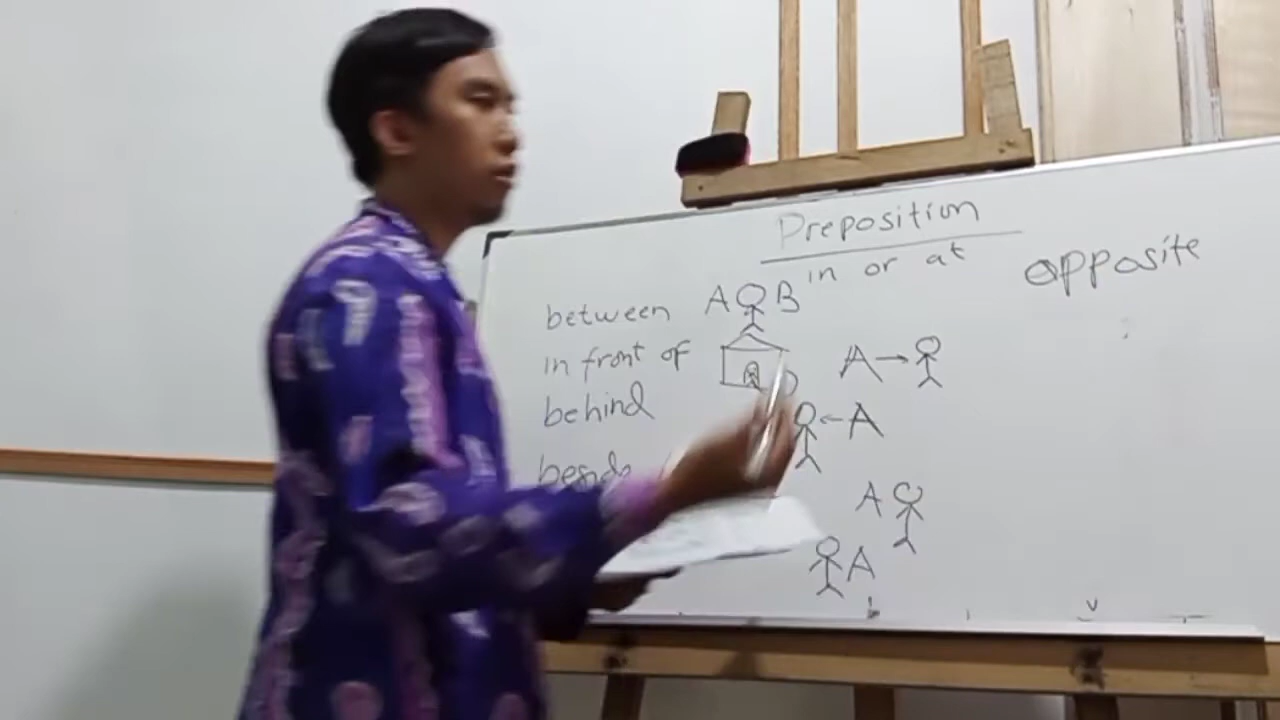 Preposition
in or at
opposite
between A B
in front of
A
behind
A
beside
A
A